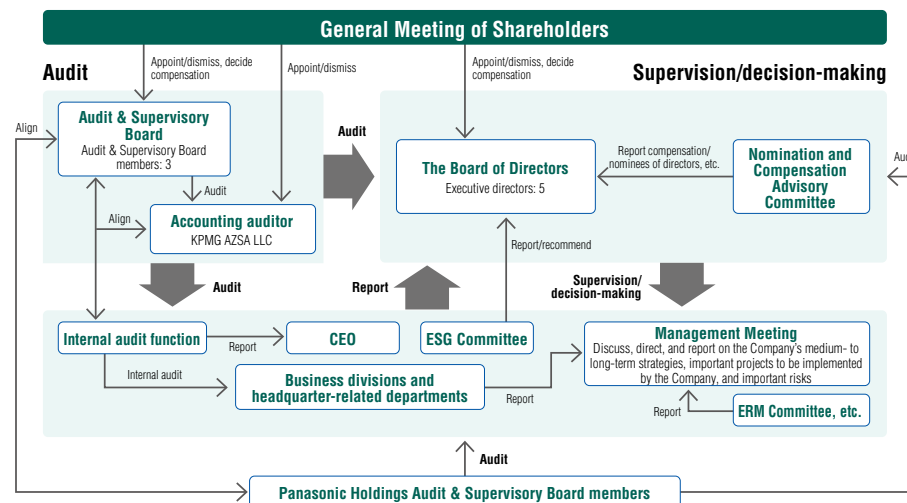 General Meeting of Shareholders
Audit
Supervision/decision-making
Appoint/dismiss, decide
compensation
Appoint/dismiss
Appoint/dismiss, decide
compensation
Align
Audit & Supervisory
Board
Audit & Supervisory Board
members: 3
Audit
Align
Accounting auditor
KPMG AZSA LLC
Audit
The Board of Directors
Executive directors: 5
Report compensation/
nominees of directors, etc.
Nomination and
Compensation
Advisory
Committee
Report/recommend
Audit
Report
Supervision/
decision-making
Internal audit function
Report
CEO
ESG Committee
Internal audit
Business divisions and
headquarter-related departments
Report
Management Meeting
Discuss, direct, and report on the Company's medium- to
long-term strategies, important projects to be implemented
by the Company, and important risks
Report
ERM Committee, etc.
Audit
Panasonic Holdings Audit & Supervisory Board members